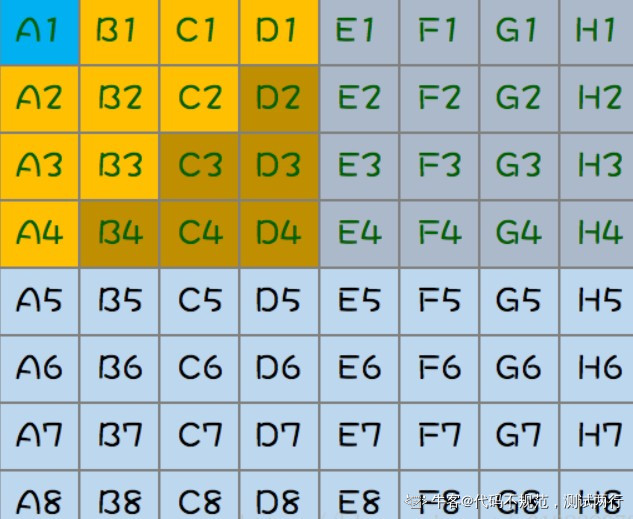 A1 B1 C1 D1 E1 F1 G1 H1
A2 B2 C2 D2 E2 F2 G2 H2
A3 B3 C3 D3 E3 F3 G3 H3
A4 B4 C4 D4 E4 F4 G4 H4
A5 B5 C5 D5 E5 F5 G5 H5
A6 B6 C6 D6 E6 F6 G6 H6
A7 B7 C7 D7 E7 F7 G7 H7
A8 B8 C8 D8 E8 F8 G8 H8
牛客@代码不规范，测试两行